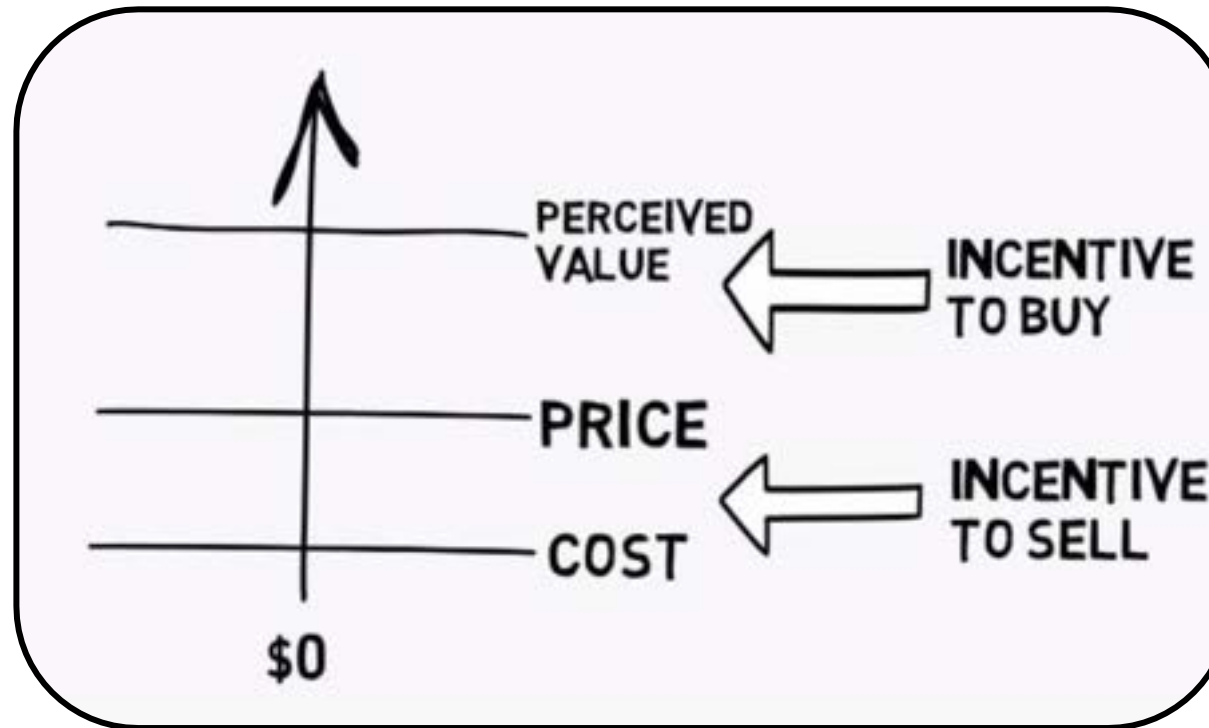 PERCEIVED
VALUE
INCENTIVE
TO BUY
PRICE
INCENTIVE
TO SELL
COST
$0